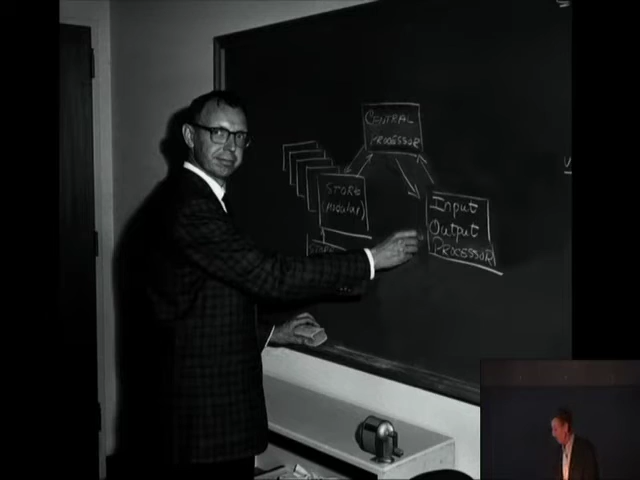 CENTRAL
PROCESSOR
STORE
(MODULAR)
Input
Output
PROCESSOR